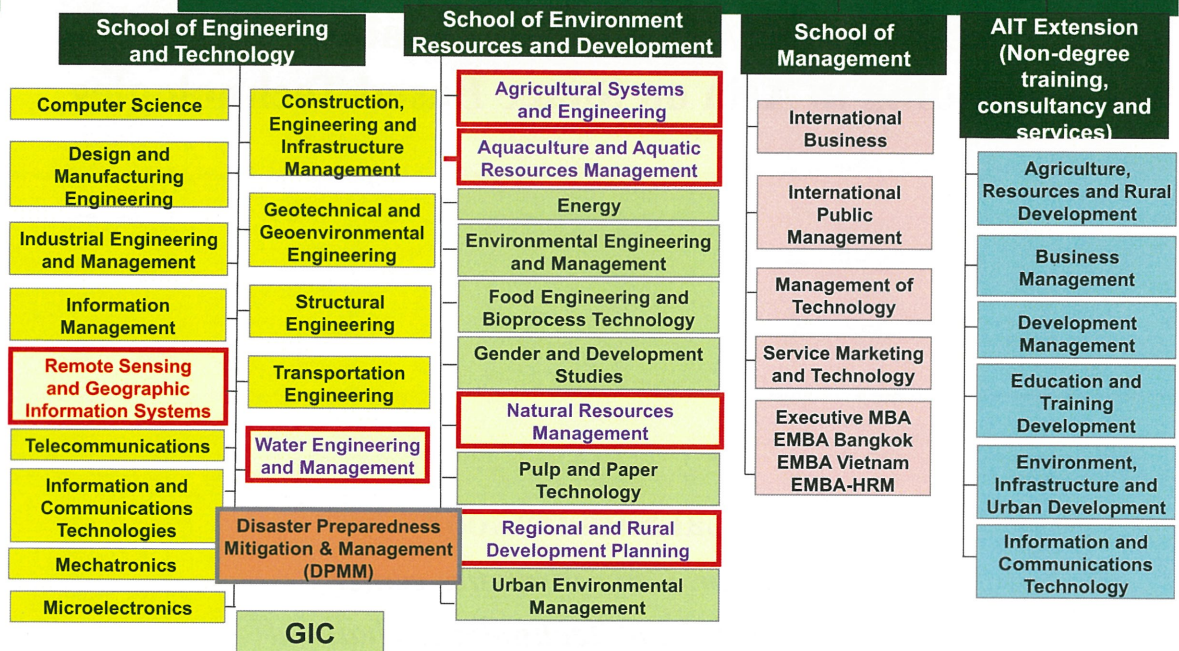 School of Engineering
and Technology
Computer Science
Design and
Manufacturing
Engineering
Industrial Engineering
and Management
Information
Management
Remote Sensing
and Geographic
Information Systems
Telecommunications
Information and
Communications
Technologies
Mechatronics
Microelectronics
Construction,
Engineering and
Infrastructure
Management
Geotechnical and
Geoenvironmental
Engineering
Structural
Engineering
Transportation
Engineering
Water Engineering
and Management
Disaster Preparedness
Mitigation & Management
(DPMM)
GIC
School of Environment
Resources and Development
Agricultural Systems
and Engineering
Aquaculture and Aquatic
Resources Management
Energy
Environmental Engineering
and Management
Food Engineering and
Bioprocess Technology
Gender and Development
Studies
Natural Resources
Management
Pulp and Paper
Technology
Regional and Rural
Development Planning
Urban Environmental
Management
School of
Management
International
Business
International
Public
Management
Management of
Technology
Service Marketing
and Technology
Executive MBA
EMBA Bangkok
EMBA Vietnam
EMBA-HRM
AIT Extension
(Non-degree
training,
consultancy and
services)
Agriculture,
Resources and Rural
Development
Business
Management
Development
Management
Education and
Training
Development
Environment,
Infrastructure and
Urban Development
Information and
Communications
Technology